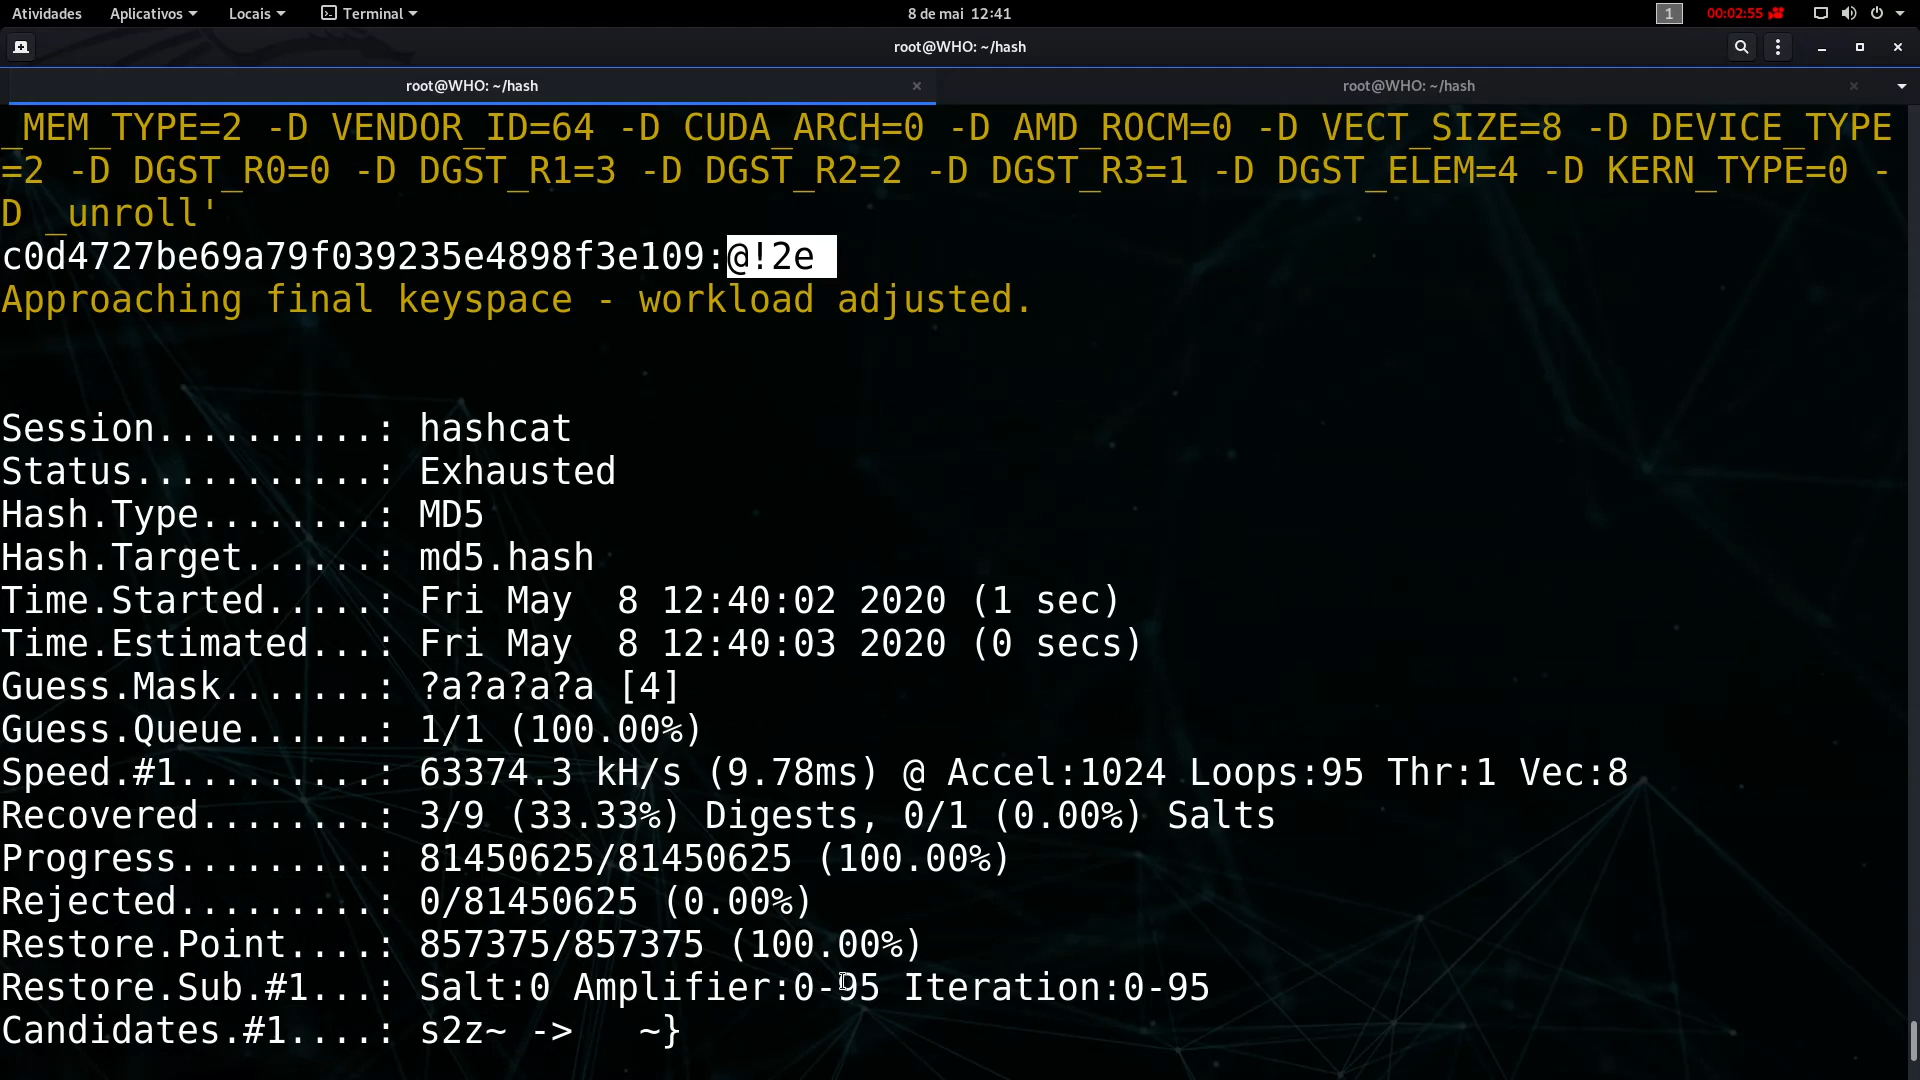 Atividades Aplicativos Locais Terminal 8 de mai 12:41 1 00:02:55
root@WHO: ~/hash
root@WHO: ~/hash × root@WHO: ~/hash ×
_MEM_TYPE=2 -D VENDOR_ID=64 -D CUDA_ARCH=0 -D AMD_ROCM=0 -D VECT_SIZE=8 -D DEVICE_TYPE
=2 -D DGST_R0=0 -D DGST_R1=3 -D DGST_R2=2 -D DGST_R3=1 -D DGST_ELEM=4 -D KERN_TYPE=0 -
D _unroll'
c0d4727be69a79f039235e4898f3e109:@!2e
Approaching final keyspace - workload adjusted.
Session..........: hashcat
Status...........: Exhausted
Hash.Type........: MD5
Hash.Target......: md5.hash
Time.Started.....: Fri May  8 12:40:02 2020 (1 sec)
Time.Estimated...: Fri May  8 12:40:03 2020 (0 secs)
Guess.Mask.......: ?a?a?a?a [4]
Guess.Queue......: 1/1 (100.00%)
Speed.#1.........: 63374.3 kH/s (9.78ms) @ Accel:1024 Loops:95 Thr:1 Vec:8
Recovered........: 3/9 (33.33%) Digests, 0/1 (0.00%) Salts
Progress.........: 81450625/81450625 (100.00%)
Rejected.........: 0/81450625 (0.00%)
Restore.Point....: 857375/857375 (100.00%)
Restore.Sub.#1...: Salt:0 Amplifier:0-95 Iteration:0-95
Candidates.#1....: s2z~ ->   ~}